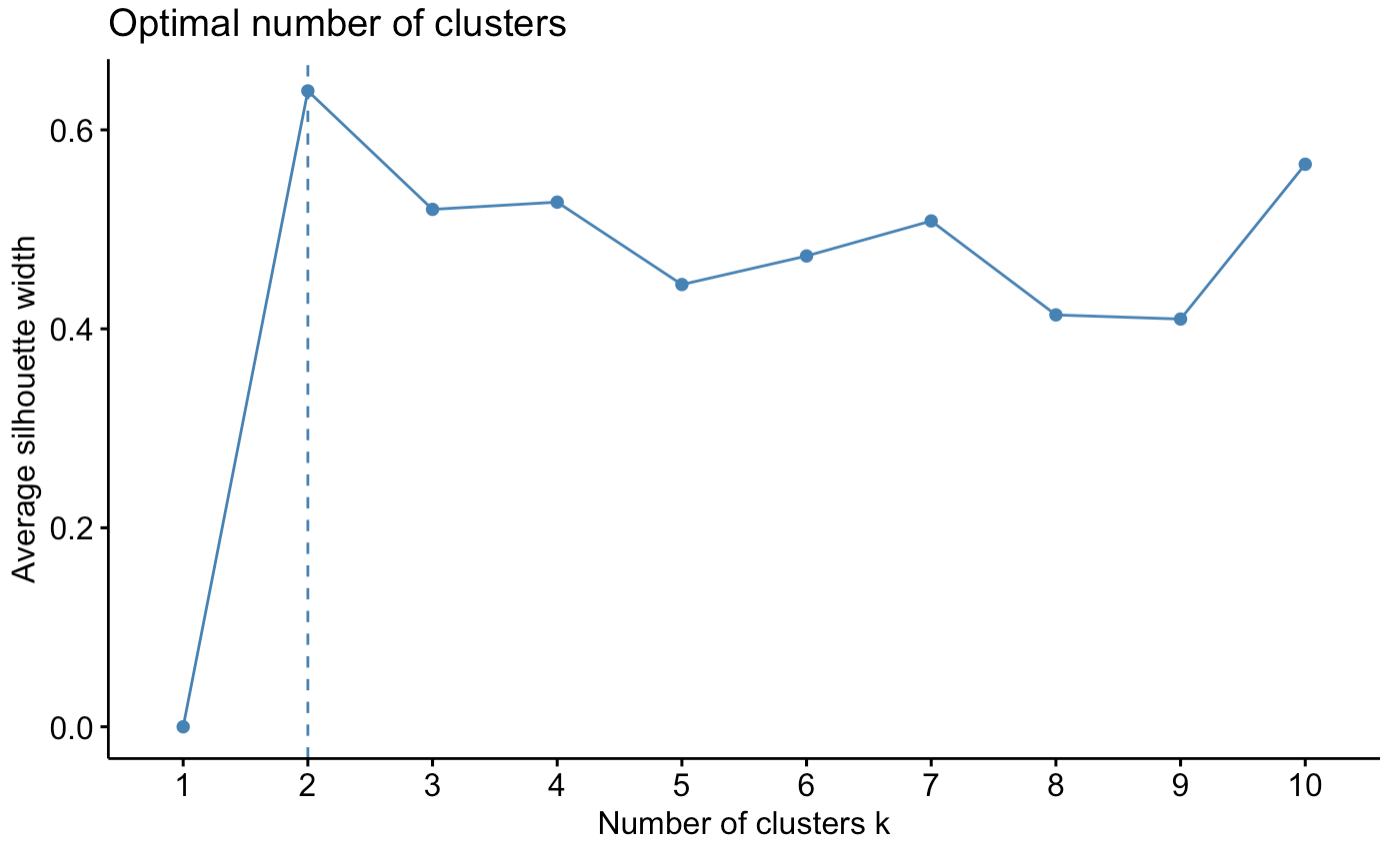 Optimal number of clusters
0.6
0.4
0.2
0.0
Average silhouette width
1 2 3 4 5 6 7 8 9 10
Number of clusters k